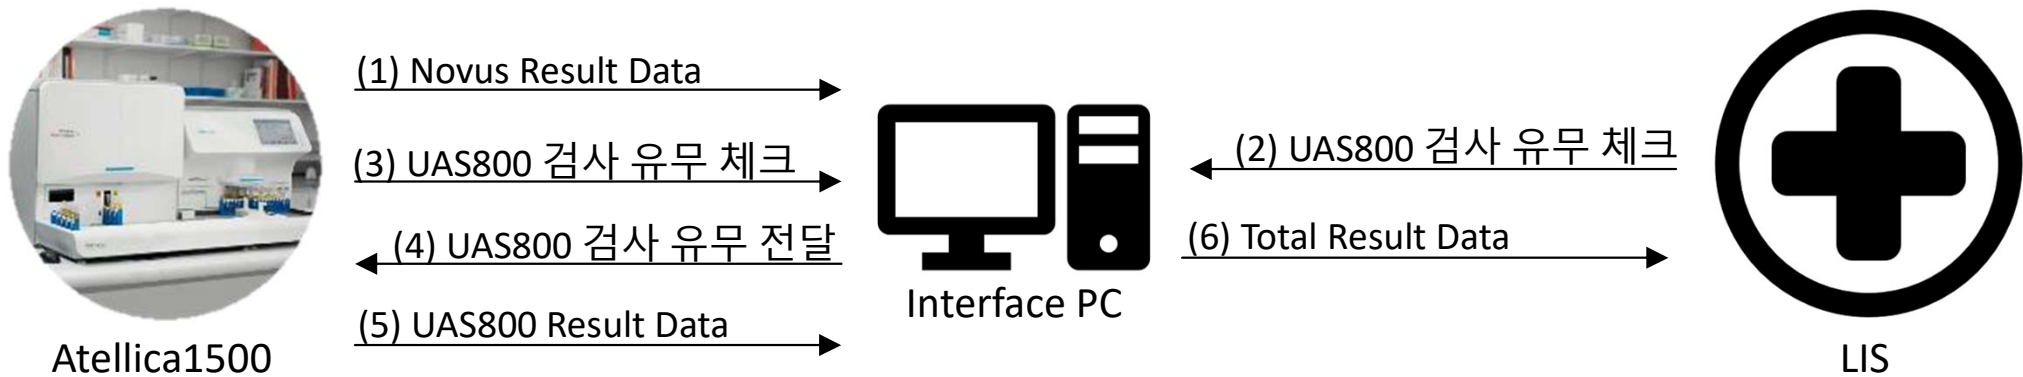 (1) Novus Result Data
(3) UAS800 검사 유무 체크
(4) UAS800 검사 유무 전달
(5) UAS800 Result Data
Atellica1500
Interface PC
(2) UAS800 검사 유무 체크
(6) Total Result Data
LIS